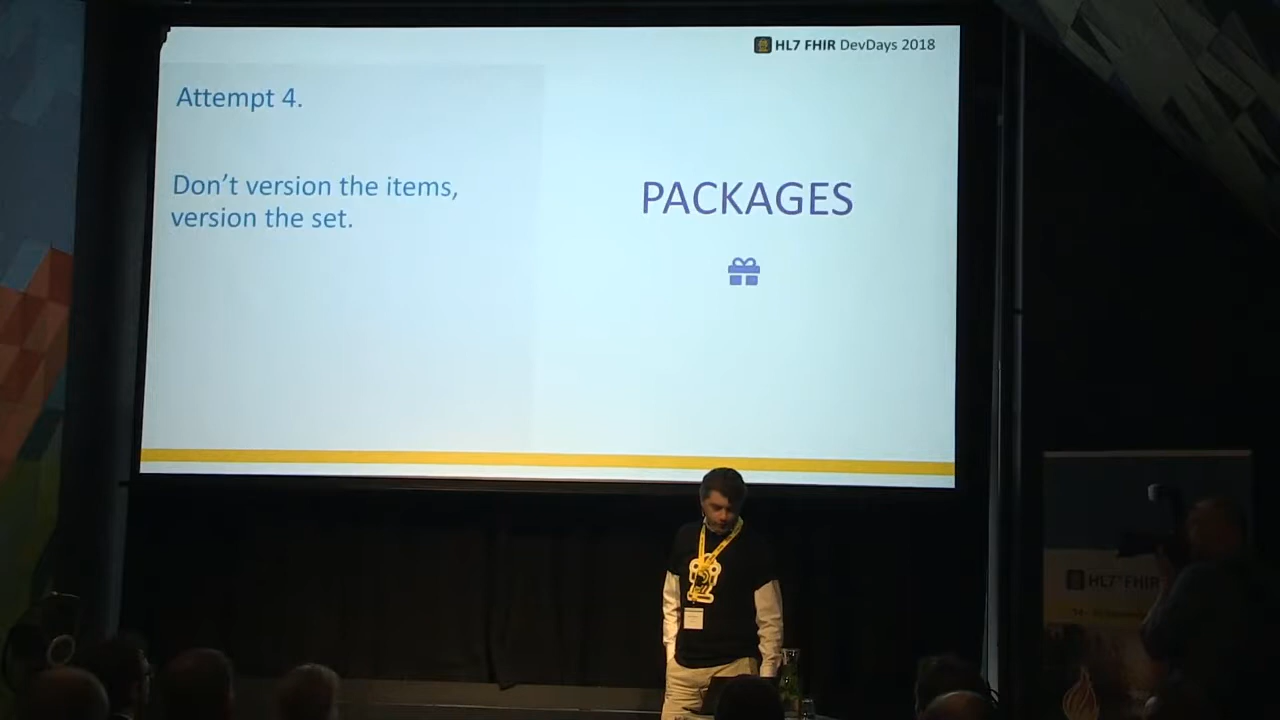 HL7 FHIR DevDays 2018
Attempt 4.
Don't version the items,
version the set.
PACKAGES
HL7 FHIR